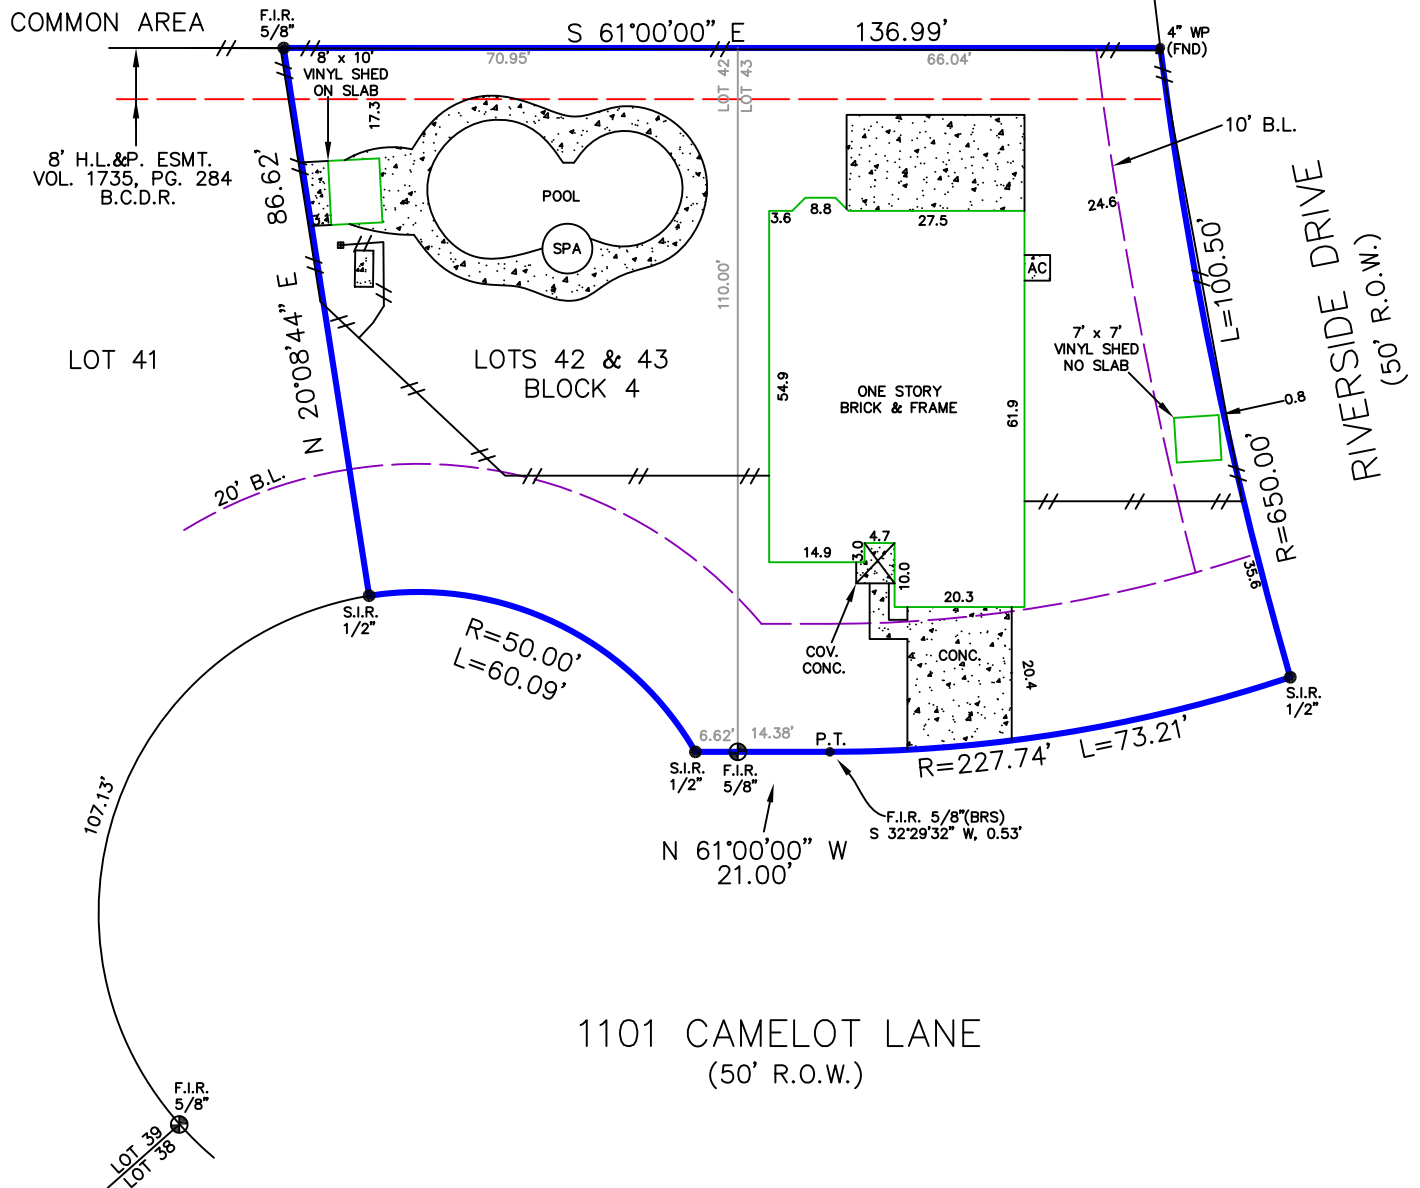 COMMON AREA
F.I.R.
5/8"
S 61°00'00" E
136.99'
4" WP
(FND)
70.95'
66.04'
8' x 10'
VINYL SHED
ON SLAB
17.3
LOT 42
LOT 43
8' H.L.&P. ESMT.
VOL. 1735, PG. 284
B.C.D.R.
10' B.L.
24.6
N 20°08'44" E 86.62'
3.1
POOL
SPA
3.6
8.8
27.5
AC
110.00'
L=100.50'
RIVERSIDE DRIVE
(50' R.O.W.)
LOT 41
LOTS 42 & 43
BLOCK 4
7' x 7'
VINYL SHED
NO SLAB
54.9
ONE STORY
BRICK & FRAME
61.9
0.8
R=650.00'
20' B.L.
14.9
3.0
4.7
10.0
20.3
35.6
S.I.R.
1/2"
R=50.00'
L=60.09'
COV.
CONC.
CONC.
20.4
S.I.R.
1/2"
6.62'
14.38'
P.T.
S.I.R.
1/2"
F.I.R.
5/8"
R=227.74'
L=73.21'
F.I.R. 5/8"(BRS)
S 32°29'32" W, 0.53'
N 61°00'00" W
21.00'
107.13'
1101 CAMELOT LANE
(50' R.O.W.)
F.I.R.
5/8"
LOT 39
LOT 38